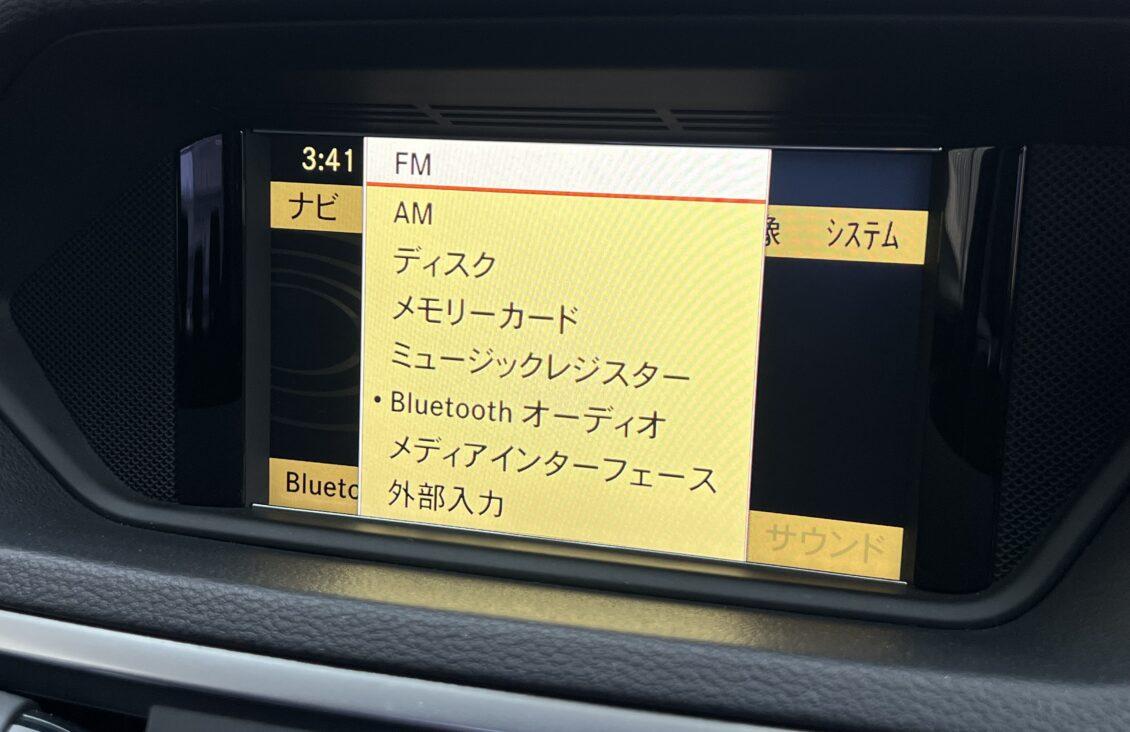 3:41
FM
ナビ
AM
象 システム
ディスク
メモリーカード
ミュージックレジスター
• Bluetooth オーディオ
メディアインターフェース
Blueto
外部入力
サウンド